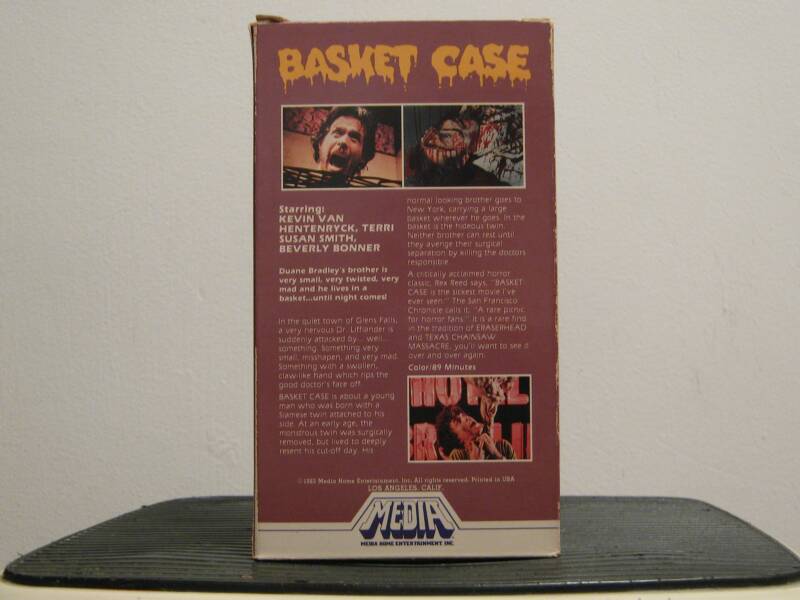 BASKET CASE
Starring:
KEVIN VAN
HENTENRYCK, TERRI
SUSAN SMITH,
BEVERLY BONNER
Duane Bradley's brother is
very small, very twisted, very
mad and he lives in a
basket...until night comes!
In the quiet town of Glens Falls,
a very nervous Dr. Lifflander is
suddenly attacked by... well...
something. Something very
small, misshapen, and very mad.
Something with a swollen,
claw-like hand which rips the
good doctor's face off.
BASKET CASE is about a young
man who was born with a
Siamese twin attached to his
side. At an early age, the
monstrous twin was surgically
removed, but lived to deeply
resent his cut-off day. His
normal looking brother goes to
New York, carrying a large
basket wherever he goes. In the
basket is the hideous twin.
Neither brother can rest until
they avenge their surgical
separation by killing the doctors
responsible.
A critically acclaimed horror
classic, Rex Reed says, "BASKET
CASE is the sickest movie I've
ever seen." The San Francisco
Chronicle calls it, "A rare picnic
for horror fans." It is a rare find
in the tradition of ERASERHEAD
and TEXAS CHAINSAW
MASSACRE, you'll want to see it
over and over again.
Color/89 Minutes
HOTEL
© 1983 Media Home Entertainment, Inc. All rights reserved. Printed in USA
LOS ANGELES, CALIF.
MEDIA
MEDIA HOME ENTERTAINMENT, INC.